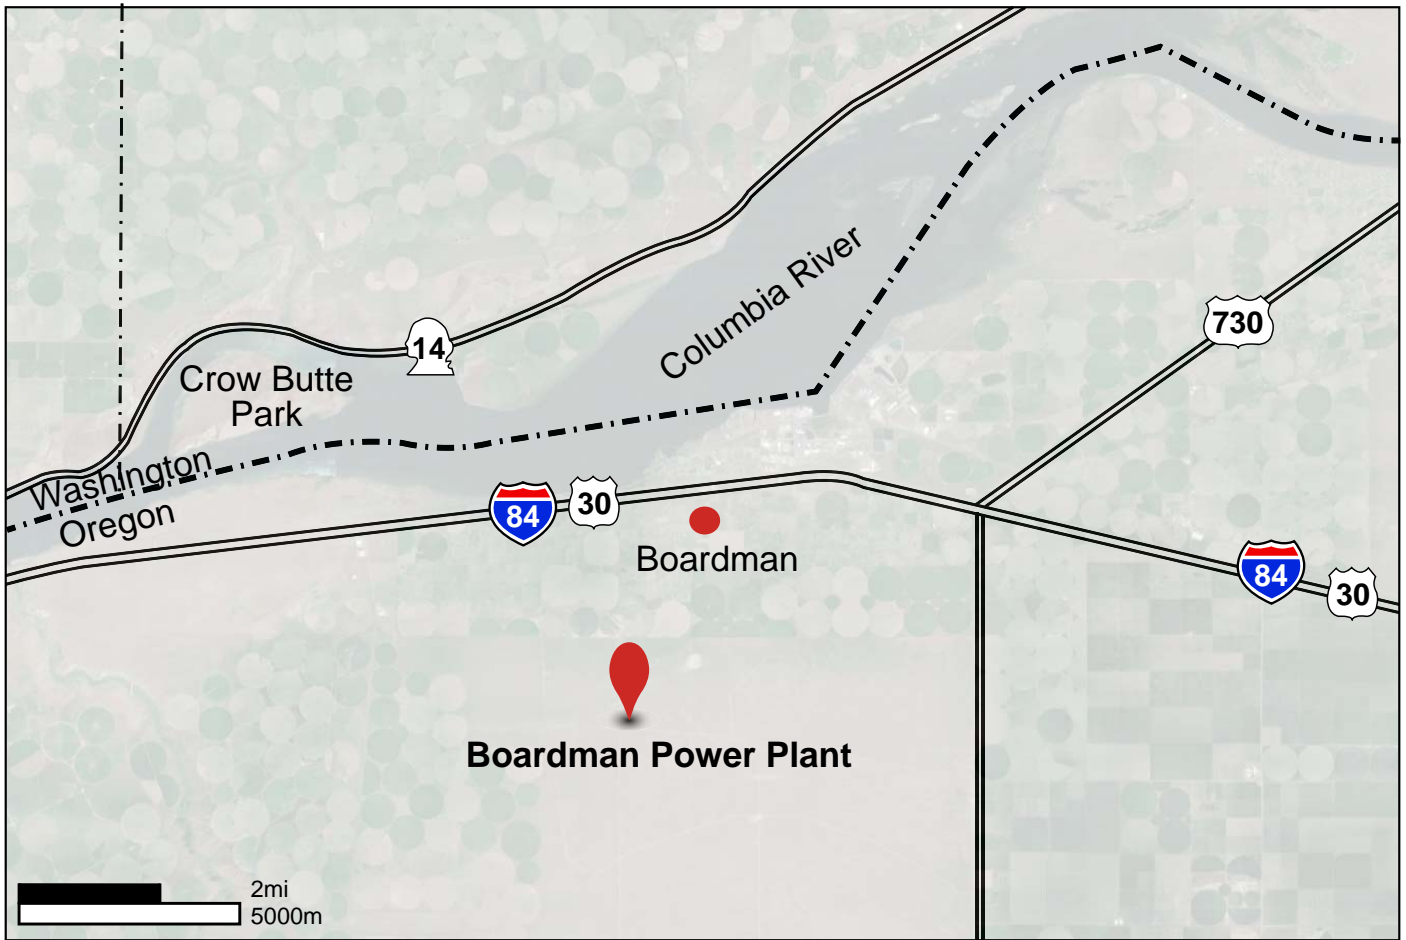 Columbia River
730
14
Crow Butte
Park
Washington
Oregon
84
30
Boardman
84
30
Boardman Power Plant
2mi
5000m